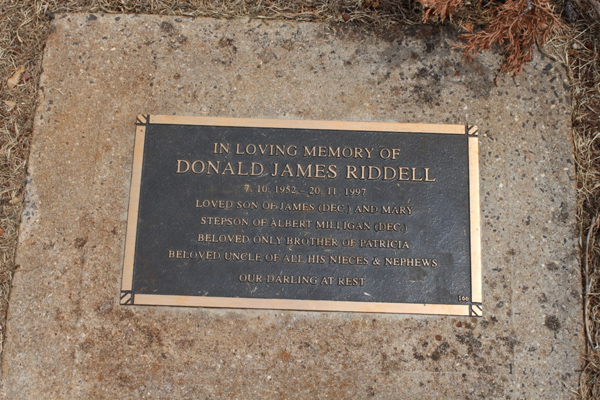 IN LOVING MEMORY OF
DONALD JAMES RIDDELL
7. 10. 1952 - 20. 11. 1997
LOVED SON OF JAMES (DEC.) AND MARY
STEPSON OF ALBERT MILLIGAN (DEC.)
BELOVED ONLY BROTHER OF PATRICIA
BELOVED UNCLE OF ALL HIS NIECES & NEPHEWS
OUR DARLING AT REST
166